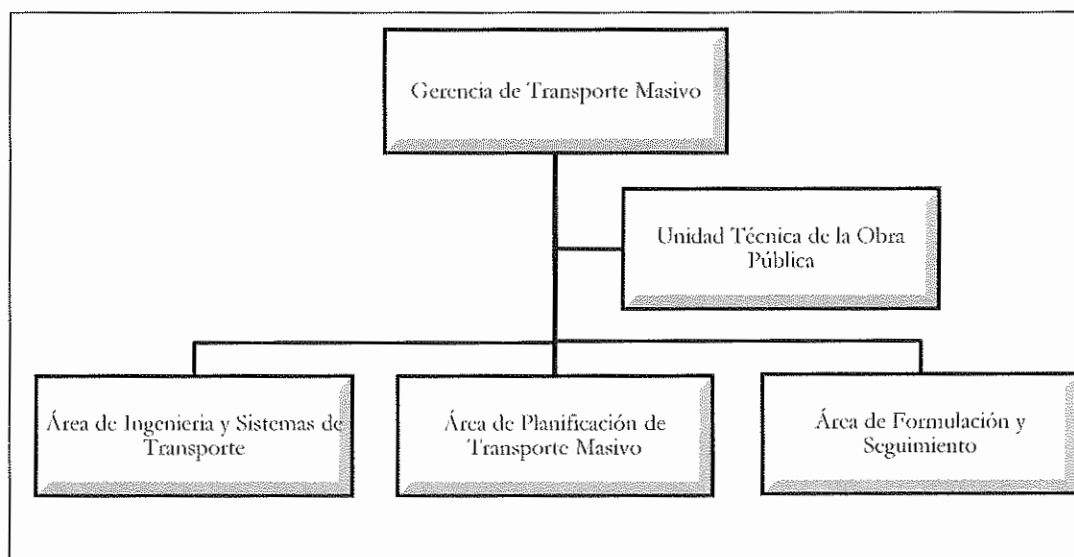 Gerencia de Transporte Masivo
Unidad Técnica de la Obra
Pública
Área de Ingenieria y Sistemas de
Transporte
Área de Planificación de
Transporte Masivo
Área de Formulación y
Seguimiento